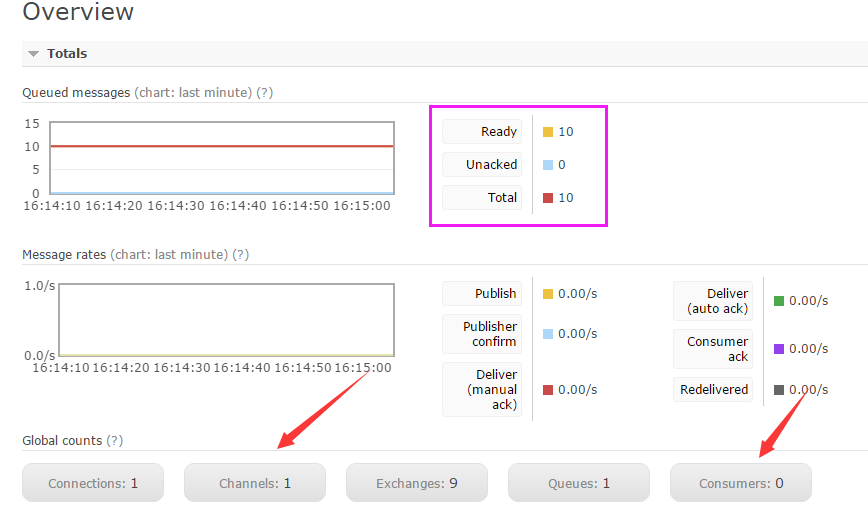 Overview
Totals
Queued messages (chart: last minute) (?)
15
10
5
0
16:14:10 16:14:20 16:14:30 16:14:40 16:14:50 16:15:00
Ready 10
Unacked 0
Total 10
Message rates (chart: last minute) (?)
1.0/s
0.0/s
16:14:10 16:14:20 16:14:30 16:14:40 16:14:50 16:15:00
Publish 0.00/s
Publisher
confirm 0.00/s
Deliver
(manual
ack) 0.00/s
Deliver
(auto ack) 0.00/s
Consumer
ack 0.00/s
Redelivered 0.00/s
Global counts (?)
Connections: 1 Channels: 1 Exchanges: 9 Queues: 1 Consumers: 0